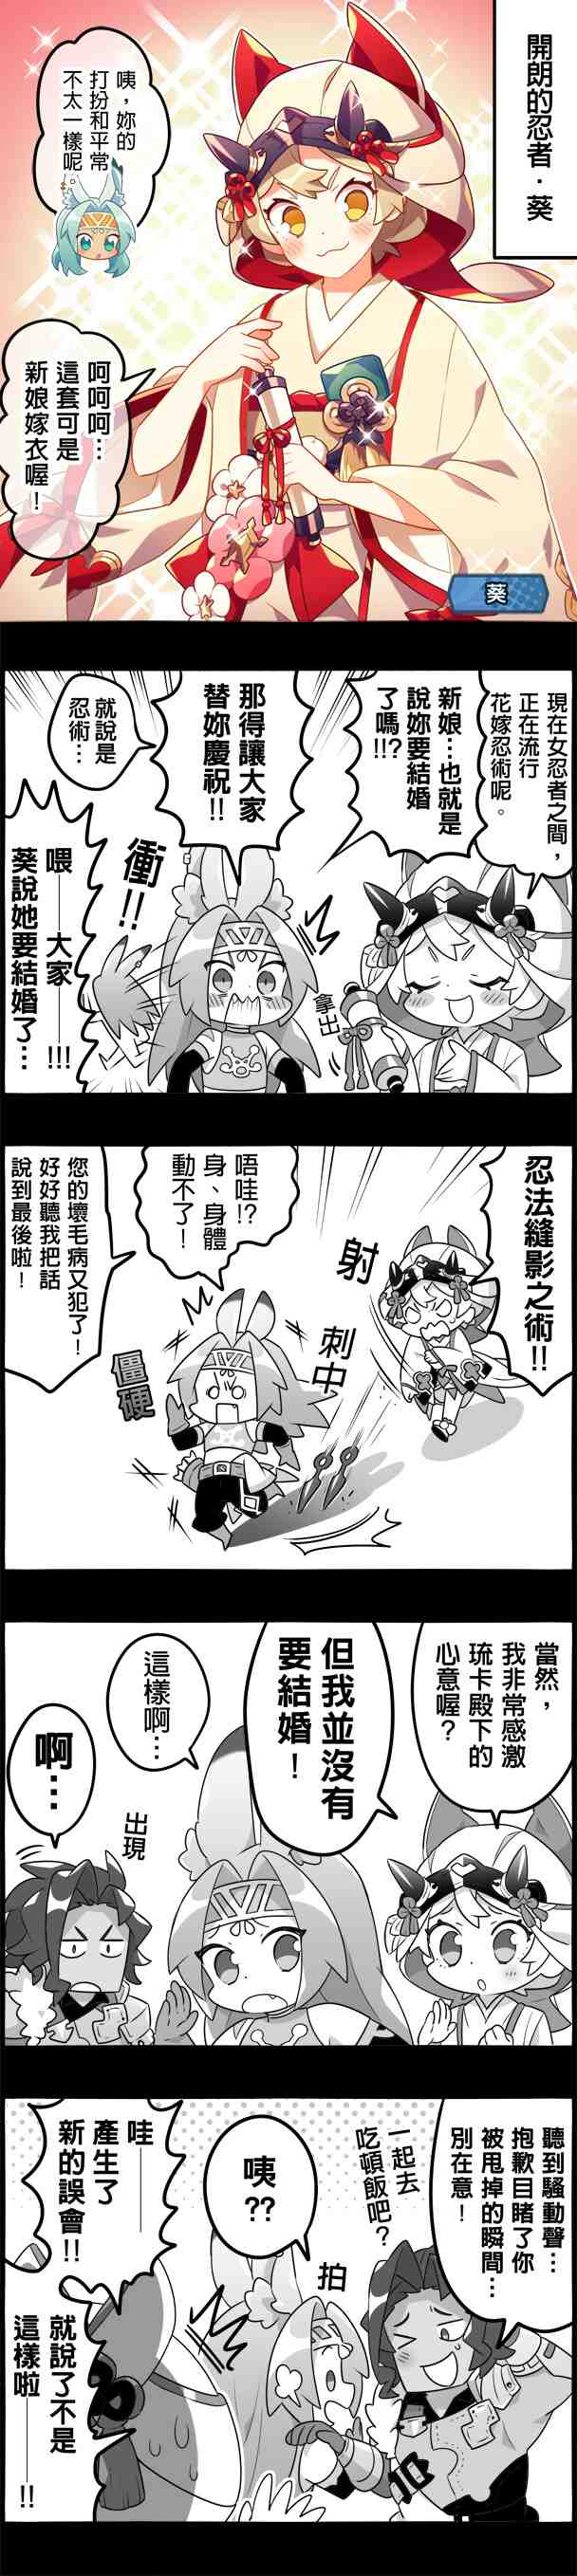 開朗的忍者．葵
咦，妳的
打扮和平常
不太一樣呢。
呵呵呵…
這套可是
新娘嫁衣喔！
葵
現在女忍者之間，
正在流行
花嫁忍術呢。
新娘…也就是
說妳要結婚
了嗎!!!?
那得讓大家
替妳慶祝!!
就說是
忍術…
拿出
衝!!
喂——大家——!!!
葵說她要結婚了…
忍法縫影之術!!
射
刺中
唔哇!?
身、身體
動不了！
僵硬
您的壞毛病又犯了！
好好聽我把話
說到最後啦！
當然，
我非常感激
琉卡殿下的
心意喔？
但我並沒有
要結婚！
這樣啊…
出現
啊…
聽到騷動聲…
抱歉目睹了你
被甩掉的瞬間…
別在意！
一起去
吃頓飯吧？
拍
咦??
哇——
產生了
新的誤會!!
就說了不是
這樣啦——!!